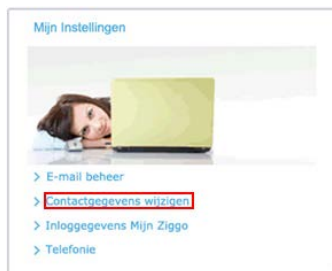 Mijn Instellingen
> E-mail beheer
> Contactgegevens wijzigen
> Inloggegevens Mijn Ziggo
> Telefonie